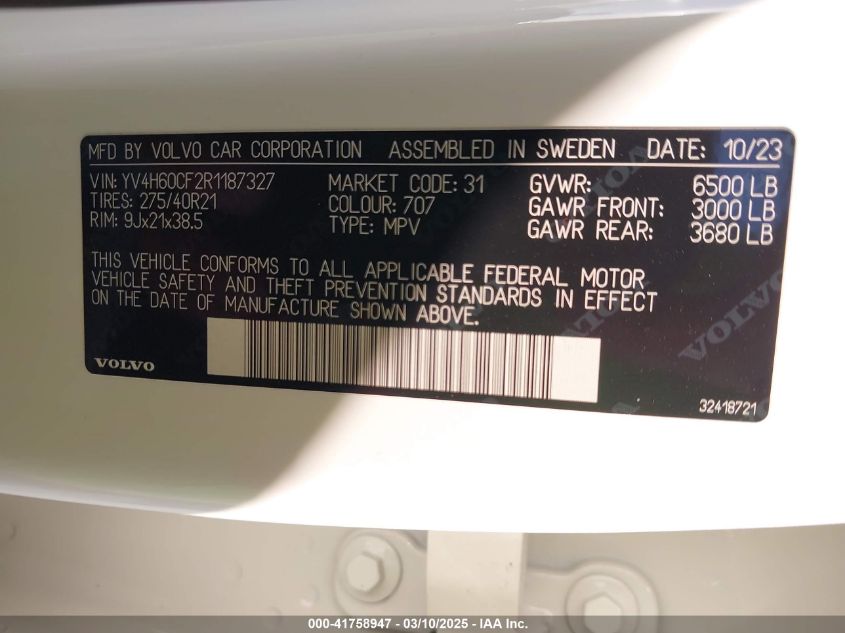 MFD BY VOLVO CAR CORPORATION ASSEMBLED IN SWEDEN DATE: 10/23
VIN: YV4H60CF2R1187327 MARKET CODE: 31 GVWR: 6500 LB
TIRES: 275/40R21 COLOUR: 707 GAWR FRONT: 3000 LB
RIM: 9Jx21x38.5 TYPE: MPV GAWR REAR: 3680 LB
THIS VEHICLE CONFORMS TO ALL APPLICABLE FEDERAL MOTOR
VEHICLE SAFETY AND THEFT PREVENTION STANDARDS IN EFFECT
ON THE DATE OF MANUFACTURE SHOWN ABOVE.
VOLVO
32418721
000-41758947 — 03/10/2025 — IAA Inc.